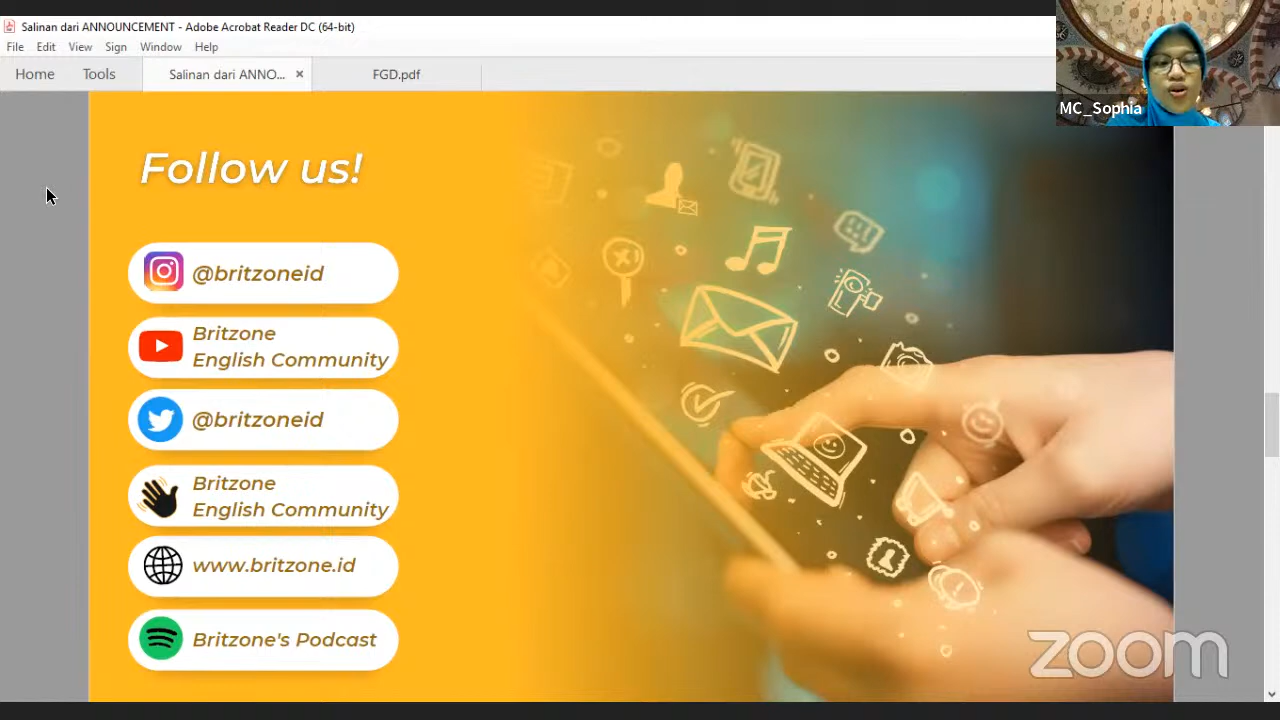 Salinan dari ANNOUNCEMENT - Adobe Acrobat Reader DC (64-bit)
File Edit View Sign Window Help
Home Tools Salinan dari ANNO... × FGD.pdf
MC_Sophia
Follow us!
@britzoneid
Britzone
English Community
@britzoneid
Britzone
English Community
www.britzone.id
Britzone's Podcast
zoom